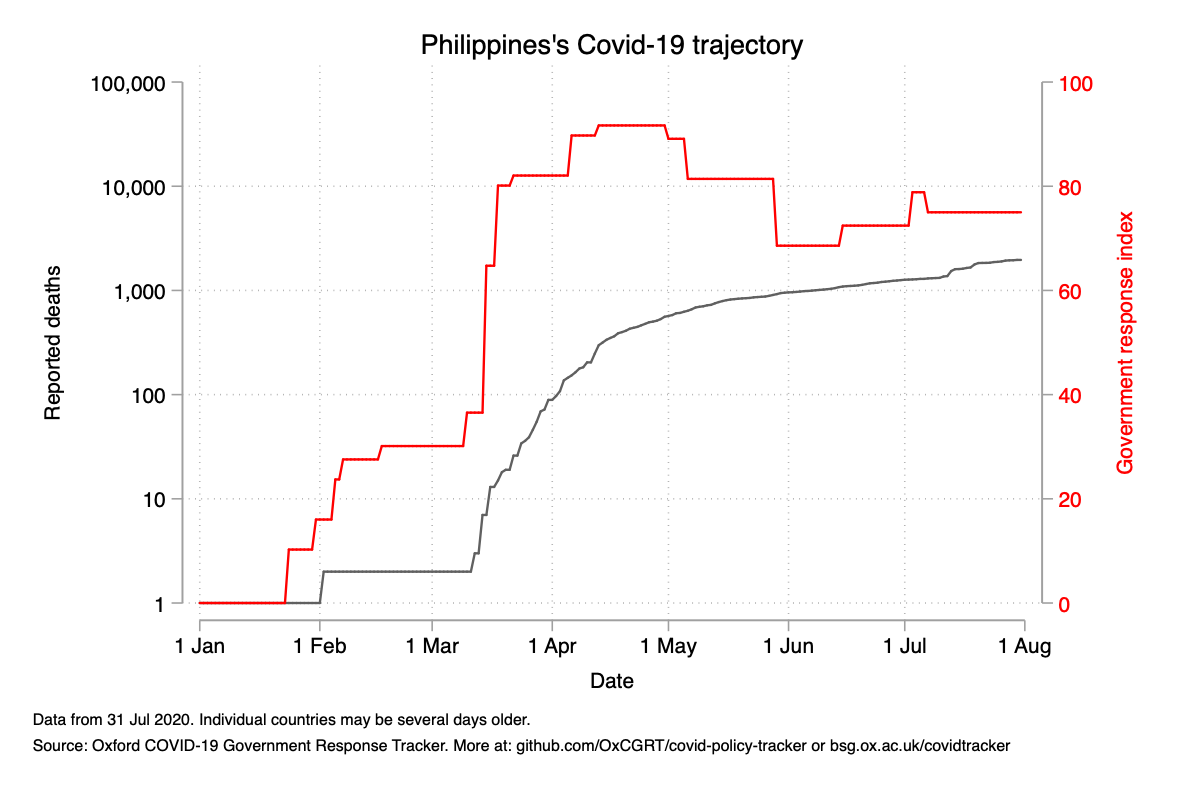 Philippines's Covid-19 trajectory
100,000
10,000
1,000
100
10
1
Reported deaths
100
80
60
40
20
0
Government response index
1 Jan
1 Feb
1 Mar
1 Apr
1 May
1 Jun
1 Jul
1 Aug
Date
Data from 31 Jul 2020. Individual countries may be several days older.
Source: Oxford COVID-19 Government Response Tracker. More at: github.com/OxCGRT/covid-policy-tracker or bsg.ox.ac.uk/covidtracker